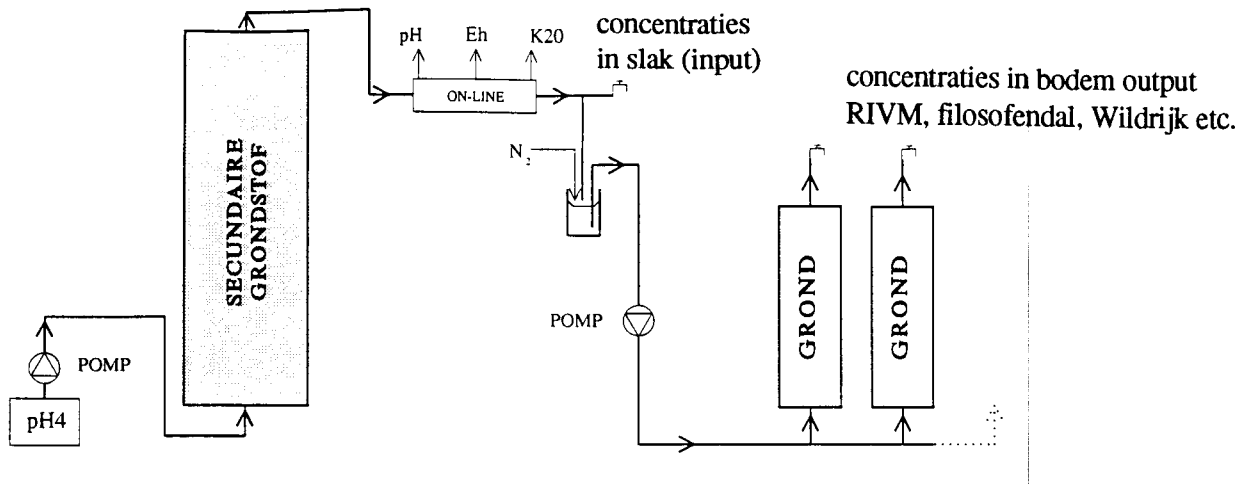 concentraties
in slak (input)
pH
Eh
K20
ON-LINE
concentraties in bodem output
RIVM, filosofendal, Wildrijk etc.
N2
SECUNDAIRE
GRONDSTOF
GROND
GROND
POMP
POMP
pH4